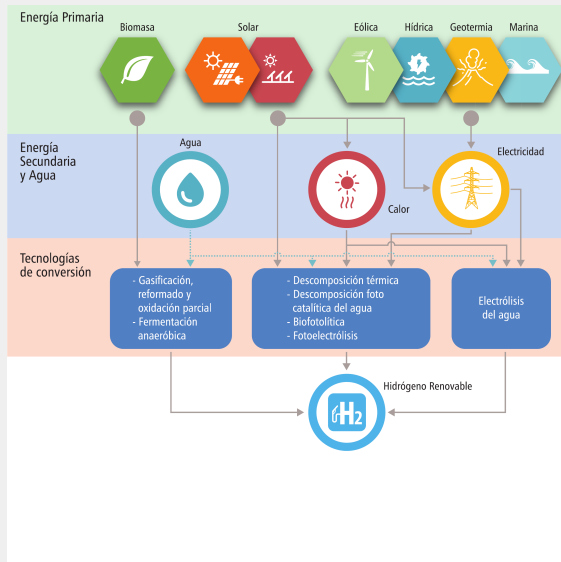 Energía Primaria
Biomasa
Solar
Eólica
Hídrica
Geotermia
Marina
Energía
Secundaria
y Agua
Agua
Calor
Electricidad
Tecnologías
de conversión
- Gasificación,
reformado y
oxidación parcial
- Fermentación
anaeróbica
- Descomposición térmica
- Descomposición foto
catalítica del agua
- Biofotolítica
- Fotoelectrólisis
Electrólisis
del agua
Hidrógeno Renovable
H2